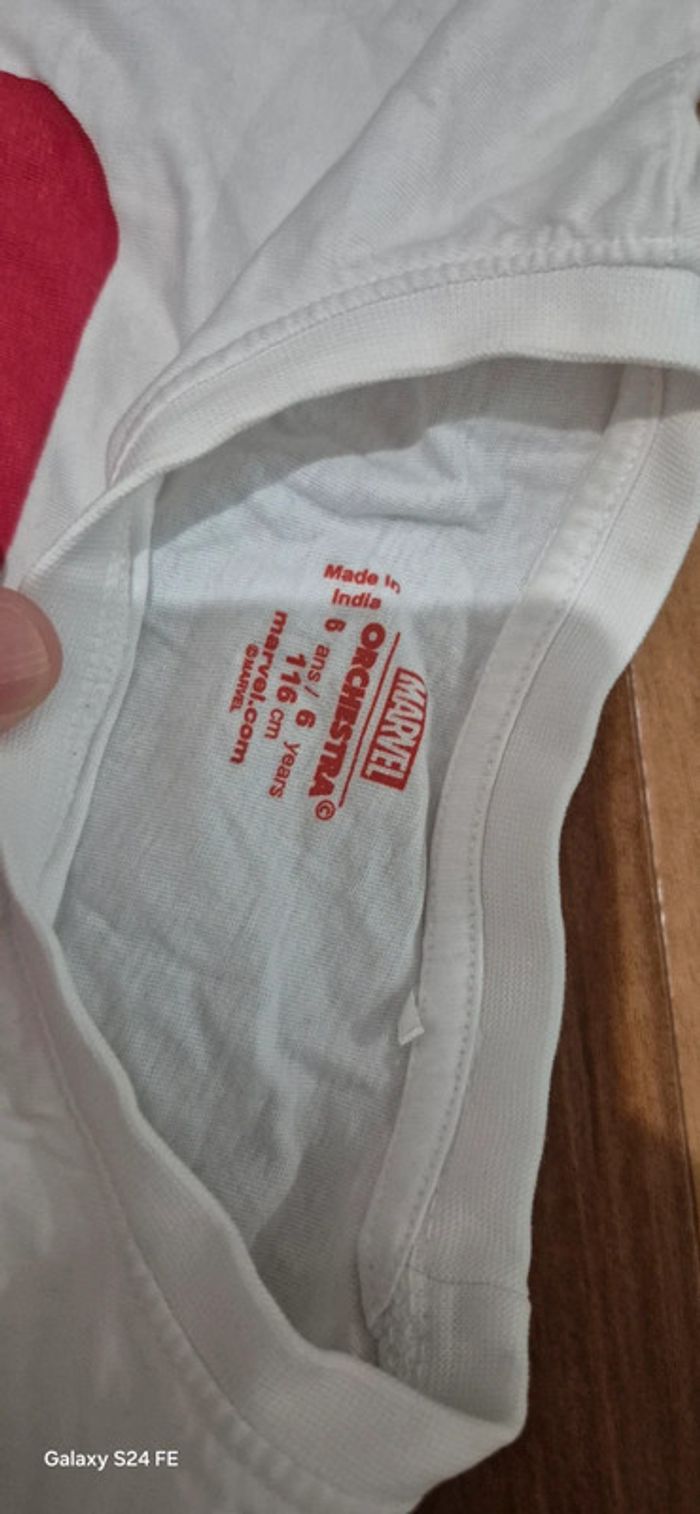 MARVEL
ORCHESTRA©
6 ans / 6 years
116 cm
marvel.com
©MARVEL
Made in
India
Galaxy S24 FE